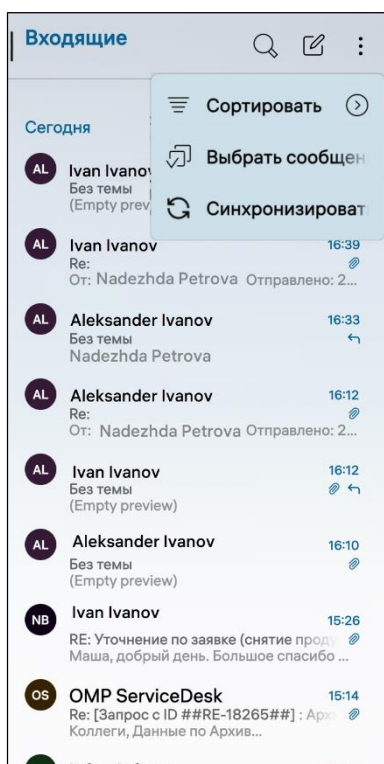 Входящие
Сортировать
Сегодня
Выбрать сообщен
AL
Ivan Ivanov
Без темы
(Empty prev
Синхронизироват
AL
Ivan Ivanov
16:39
Re:
От: Nadezhda Petrova Отправлено: 2...
AL
Aleksander Ivanov
16:33
Без темы
Nadezhda Petrova
AL
Aleksander Ivanov
16:12
Re:
От: Nadezhda Petrova Отправлено: 2...
AL
Ivan Ivanov
16:12
Без темы
(Empty preview)
AL
Aleksander Ivanov
16:10
Без темы
(Empty preview)
NB
Ivan Ivanov
15:26
RE: Уточнение по заявке (снятие проду
Маша, добрый день. Большое спасибо ...
OS
OMP ServiceDesk
15:14
Re: [Запрос с ID ##RE-18265##] : Архи
Коллеги, Данные по Архив...